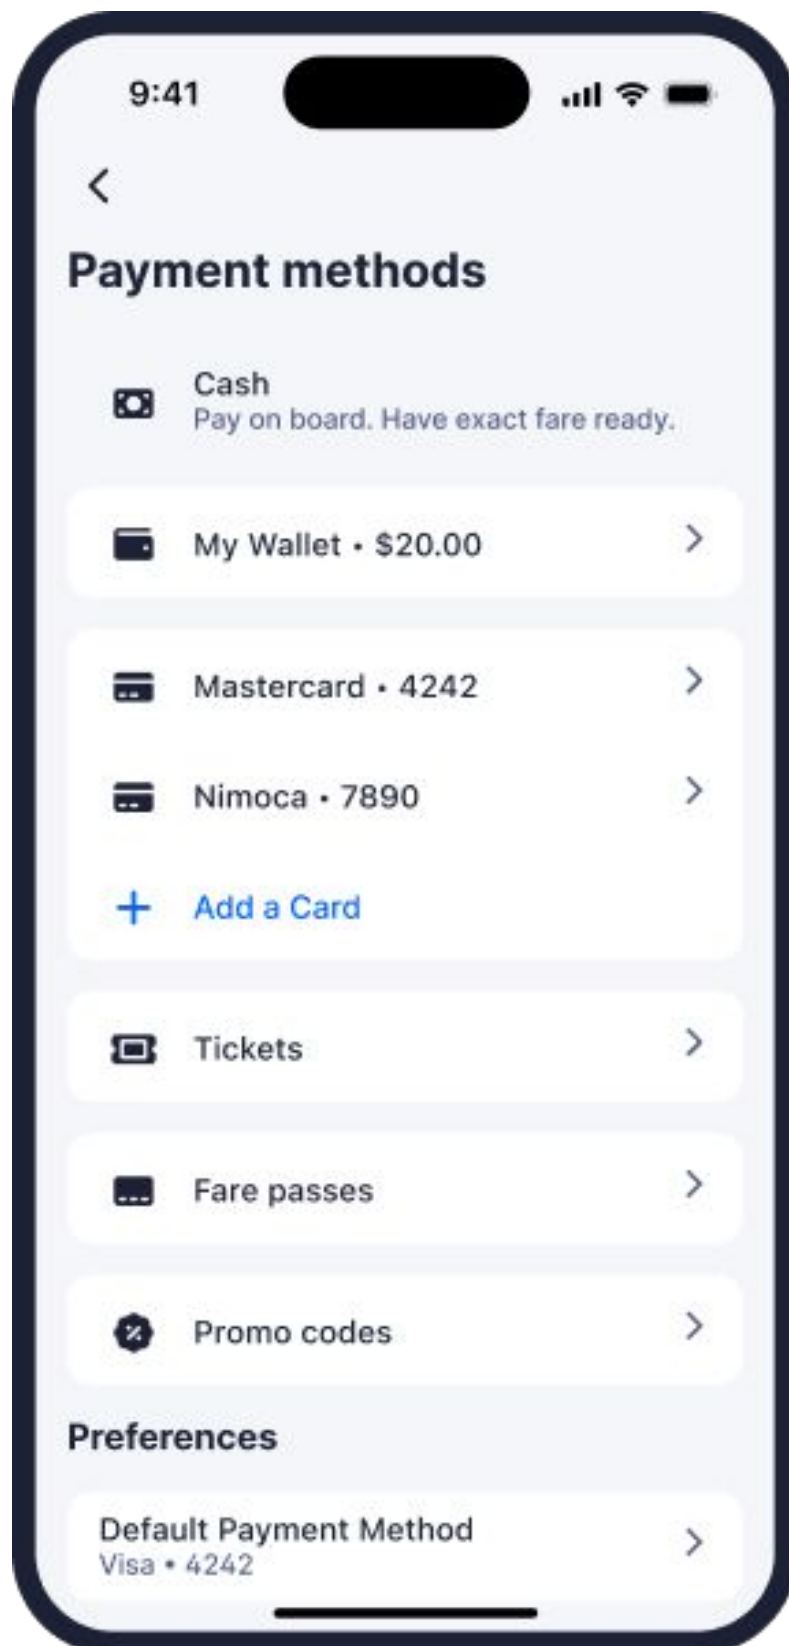 9:41
Payment methods
Cash
Pay on board. Have exact fare ready.
My Wallet • $20.00
Mastercard • 4242
Nimoca • 7890
Add a Card
Tickets
Fare passes
Promo codes
Preferences
Default Payment Method
Visa • 4242